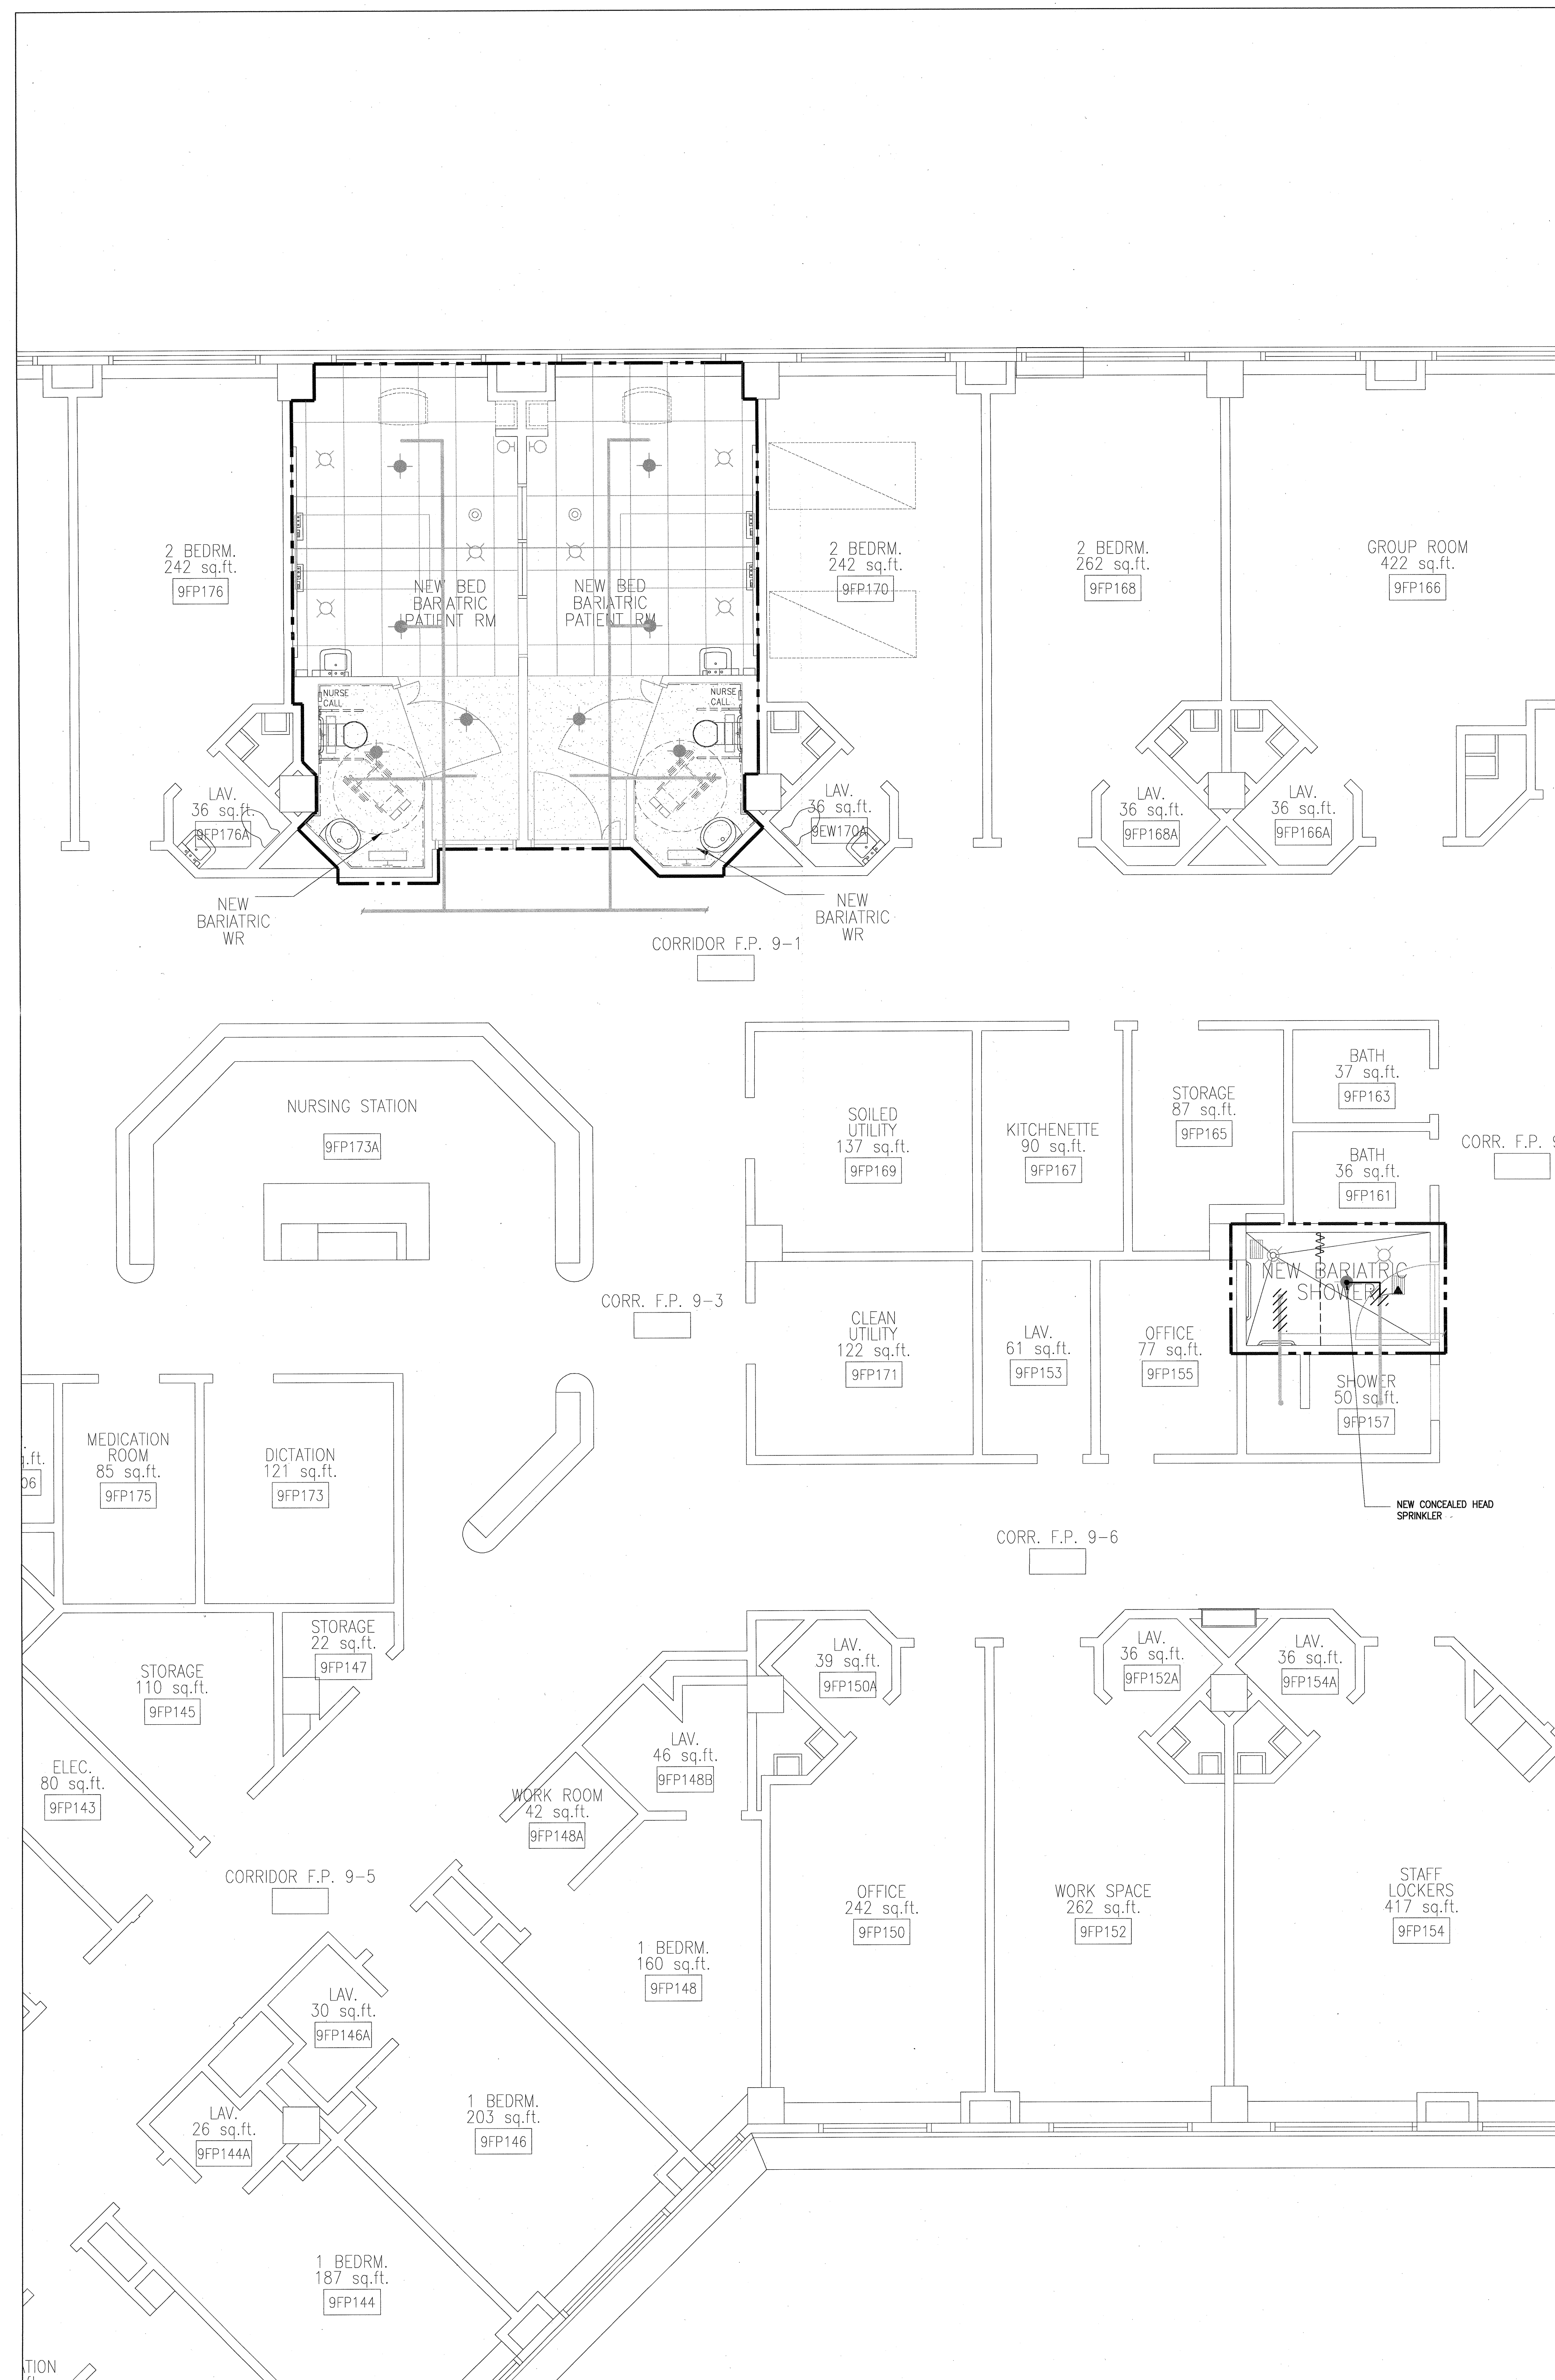 2 BEDRM.
242 sq.ft.
9FP176
NEW BED
BARIATRIC
PATIENT RM
NEW BED
BARIATRIC
PATIENT RM
2 BEDRM.
242 sq.ft.
9FP170
2 BEDRM.
262 sq.ft.
9FP168
GROUP ROOM
422 sq.ft.
9FP166
NURSE
CALL
NURSE
CALL
LAV.
36 sq.ft.
9FP176A
LAV.
36 sq.ft.
9EW170A
LAV.
36 sq.ft.
9FP168A
LAV.
36 sq.ft.
9FP166A
NEW
BARIATRIC
WR
NEW
BARIATRIC
WR
CORRIDOR F.P. 9-1
NURSING STATION
9FP173A
SOILED
UTILITY
137 sq.ft.
9FP169
KITCHENETTE
90 sq.ft.
9FP167
STORAGE
87 sq.ft.
9FP165
BATH
37 sq.ft.
9FP163
BATH
36 sq.ft.
9FP161
CORR. F.P.
NEW BARIATRIC
SHOWER
CORR. F.P. 9-3
CLEAN
UTILITY
122 sq.ft.
9FP171
LAV.
61 sq.ft.
9FP153
OFFICE
77 sq.ft.
9FP155
SHOWER
50 sq.ft.
9FP157
NEW CONCEALED HEAD
SPRINKLER
.ft.
06
MEDICATION
ROOM
85 sq.ft.
9FP175
DICTATION
121 sq.ft.
9FP173
CORR. F.P. 9-6
STORAGE
22 sq.ft.
9FP147
STORAGE
110 sq.ft.
9FP145
ELEC.
80 sq.ft.
9FP143
LAV.
39 sq.ft.
9FP150A
LAV.
36 sq.ft.
9FP152A
LAV.
36 sq.ft.
9FP154A
LAV.
46 sq.ft.
9FP148B
WORK ROOM
42 sq.ft.
9FP148A
CORRIDOR F.P. 9-5
1 BEDRM.
160 sq.ft.
9FP148
OFFICE
242 sq.ft.
9FP150
WORK SPACE
262 sq.ft.
9FP152
STAFF
LOCKERS
417 sq.ft.
9FP154
LAV.
30 sq.ft.
9FP146A
LAV.
26 sq.ft.
9FP144A
1 BEDRM.
203 sq.ft.
9FP146
1 BEDRM.
187 sq.ft.
9FP144
TION